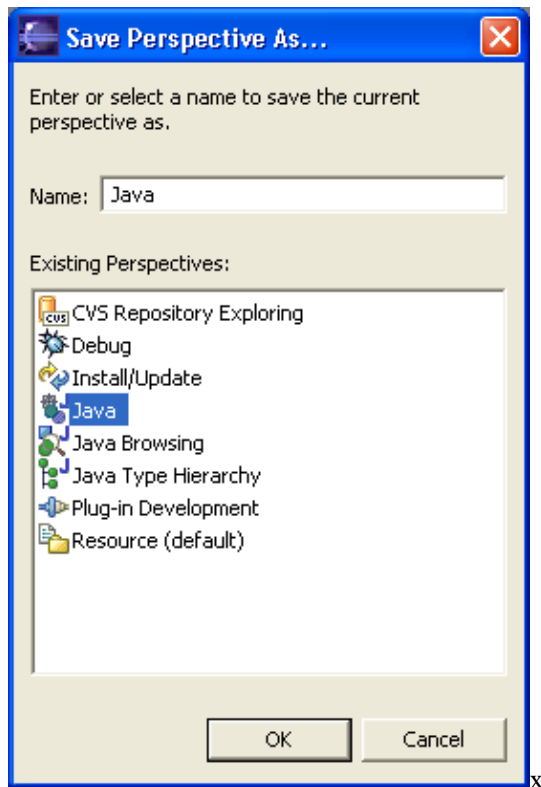 Save Perspective As...
Enter or select a name to save the current
perspective as.
Name: Java
Existing Perspectives:
CVS CVS Repository Exploring
Debug
Install/Update
Java
Java Browsing
Java Type Hierarchy
Plug-in Development
Resource (default)
OK Cancel
x